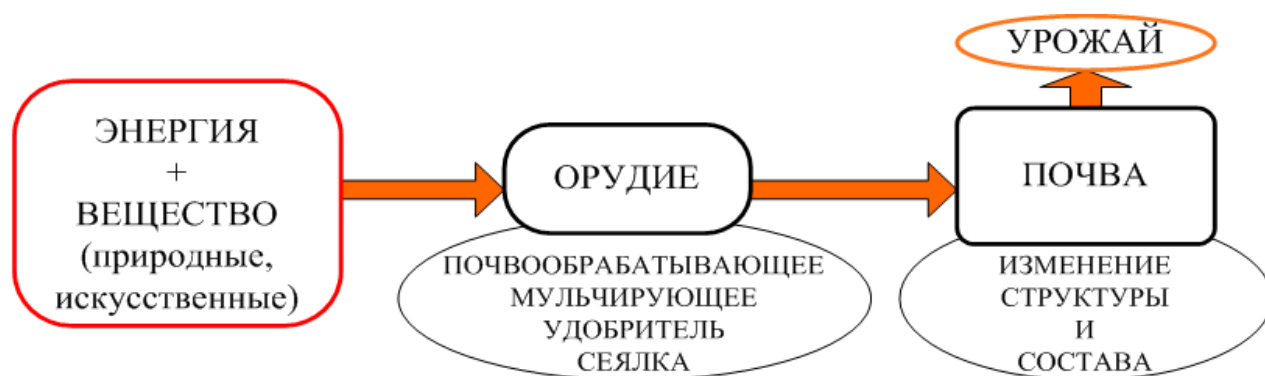 ЭНЕРГИЯ
+
ВЕЩЕСТВО
(природные,
искусственные)
ОРУДИЕ
ПОЧВООБРАБАТЫВАЮЩЕЕ
МУЛЬЧИРУЮЩЕЕ
УДОБРИТЕЛЬ
СЕЯЛКА
УРОЖАЙ
ПОЧВА
ИЗМЕНЕНИЕ
СТРУКТУРЫ
И
СОСТАВА